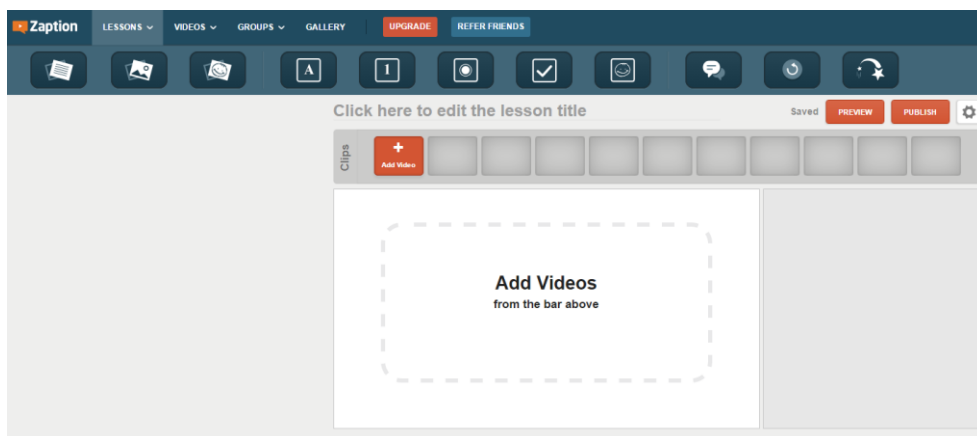 Zaption LESSONS VIDEOS GROUPS GALLERY UPGRADE REFER FRIENDS
A 1
Click here to edit the lesson title Saved PREVIEW PUBLISH
Clips
+
Add Video
Add Videos
from the bar above